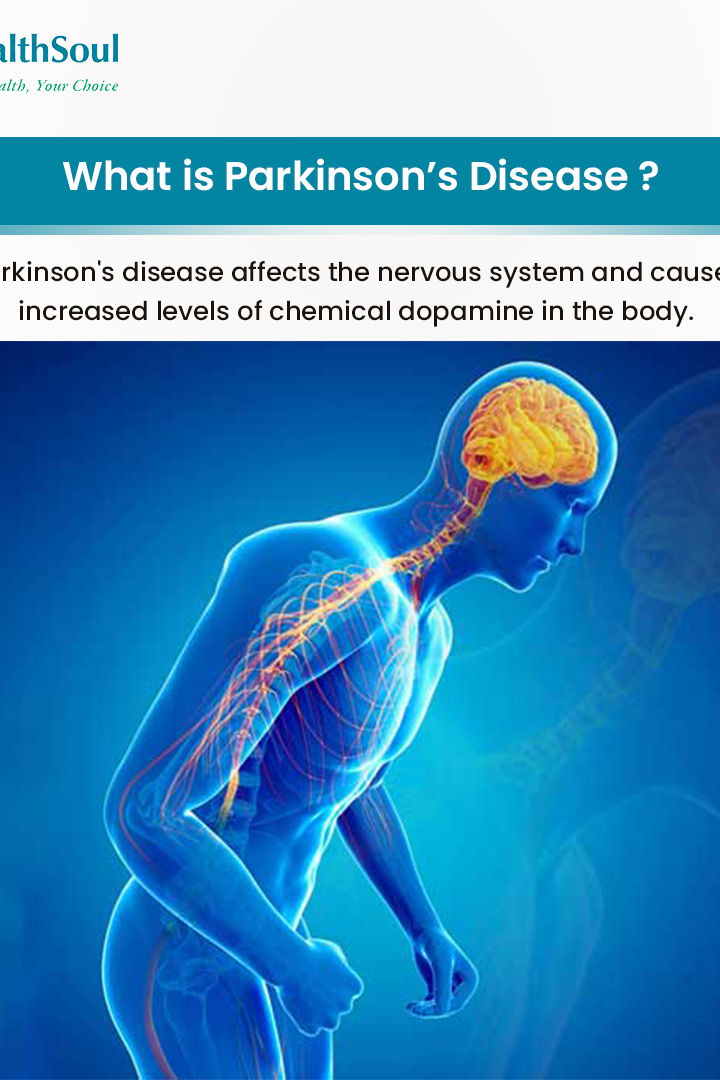 althSoul
alth, Your Choice
What is Parkinson’s Disease ?
rkinson's disease affects the nervous system and cause
increased levels of chemical dopamine in the body.